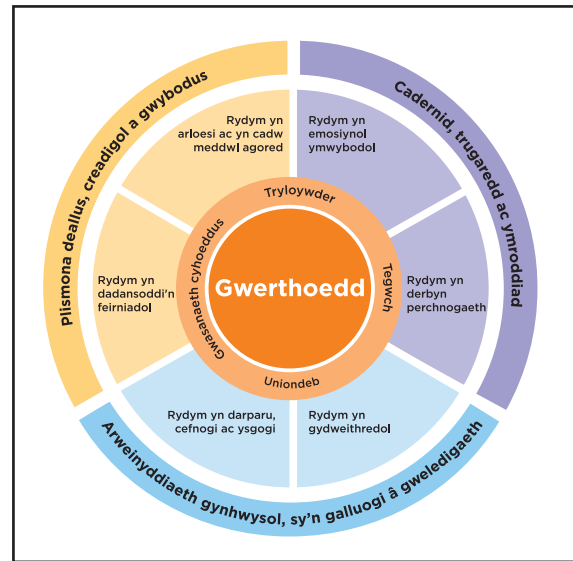 Plismona deallus, creadigol a gwybodus
Cadernid, trugaredd ac ymroddiad
Rydym yn
arloesi ac yn cadw
meddwl agored
Rydym yn
emosiynol
ymwybodol
Tryloywder
Gwasanaeth cyhoeddus
Gwerthoedd
Tegwch
Uniondeb
Rydym yn
dadansoddi'n
feirniadol
Rydym yn
derbyn
perchnogaeth
Rydym yn darparu,
cefnogi ac ysgogi
Rydym yn
gydweithredol
Arweinyddiaeth gynhwysol, sy'n galluogi â gweledigaeth